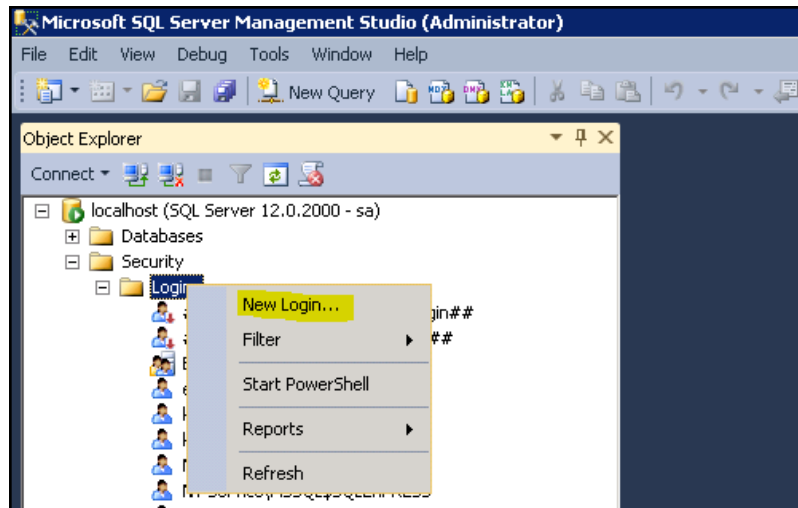 Microsoft SQL Server Management Studio (Administrator)
File Edit View Debug Tools Window Help
New Query
Object Explorer
Connect
localhost (SQL Server 12.0.2000 - sa)
Databases
Security
New Login...
gin##
Filter
##
Start PowerShell
Reports
Refresh